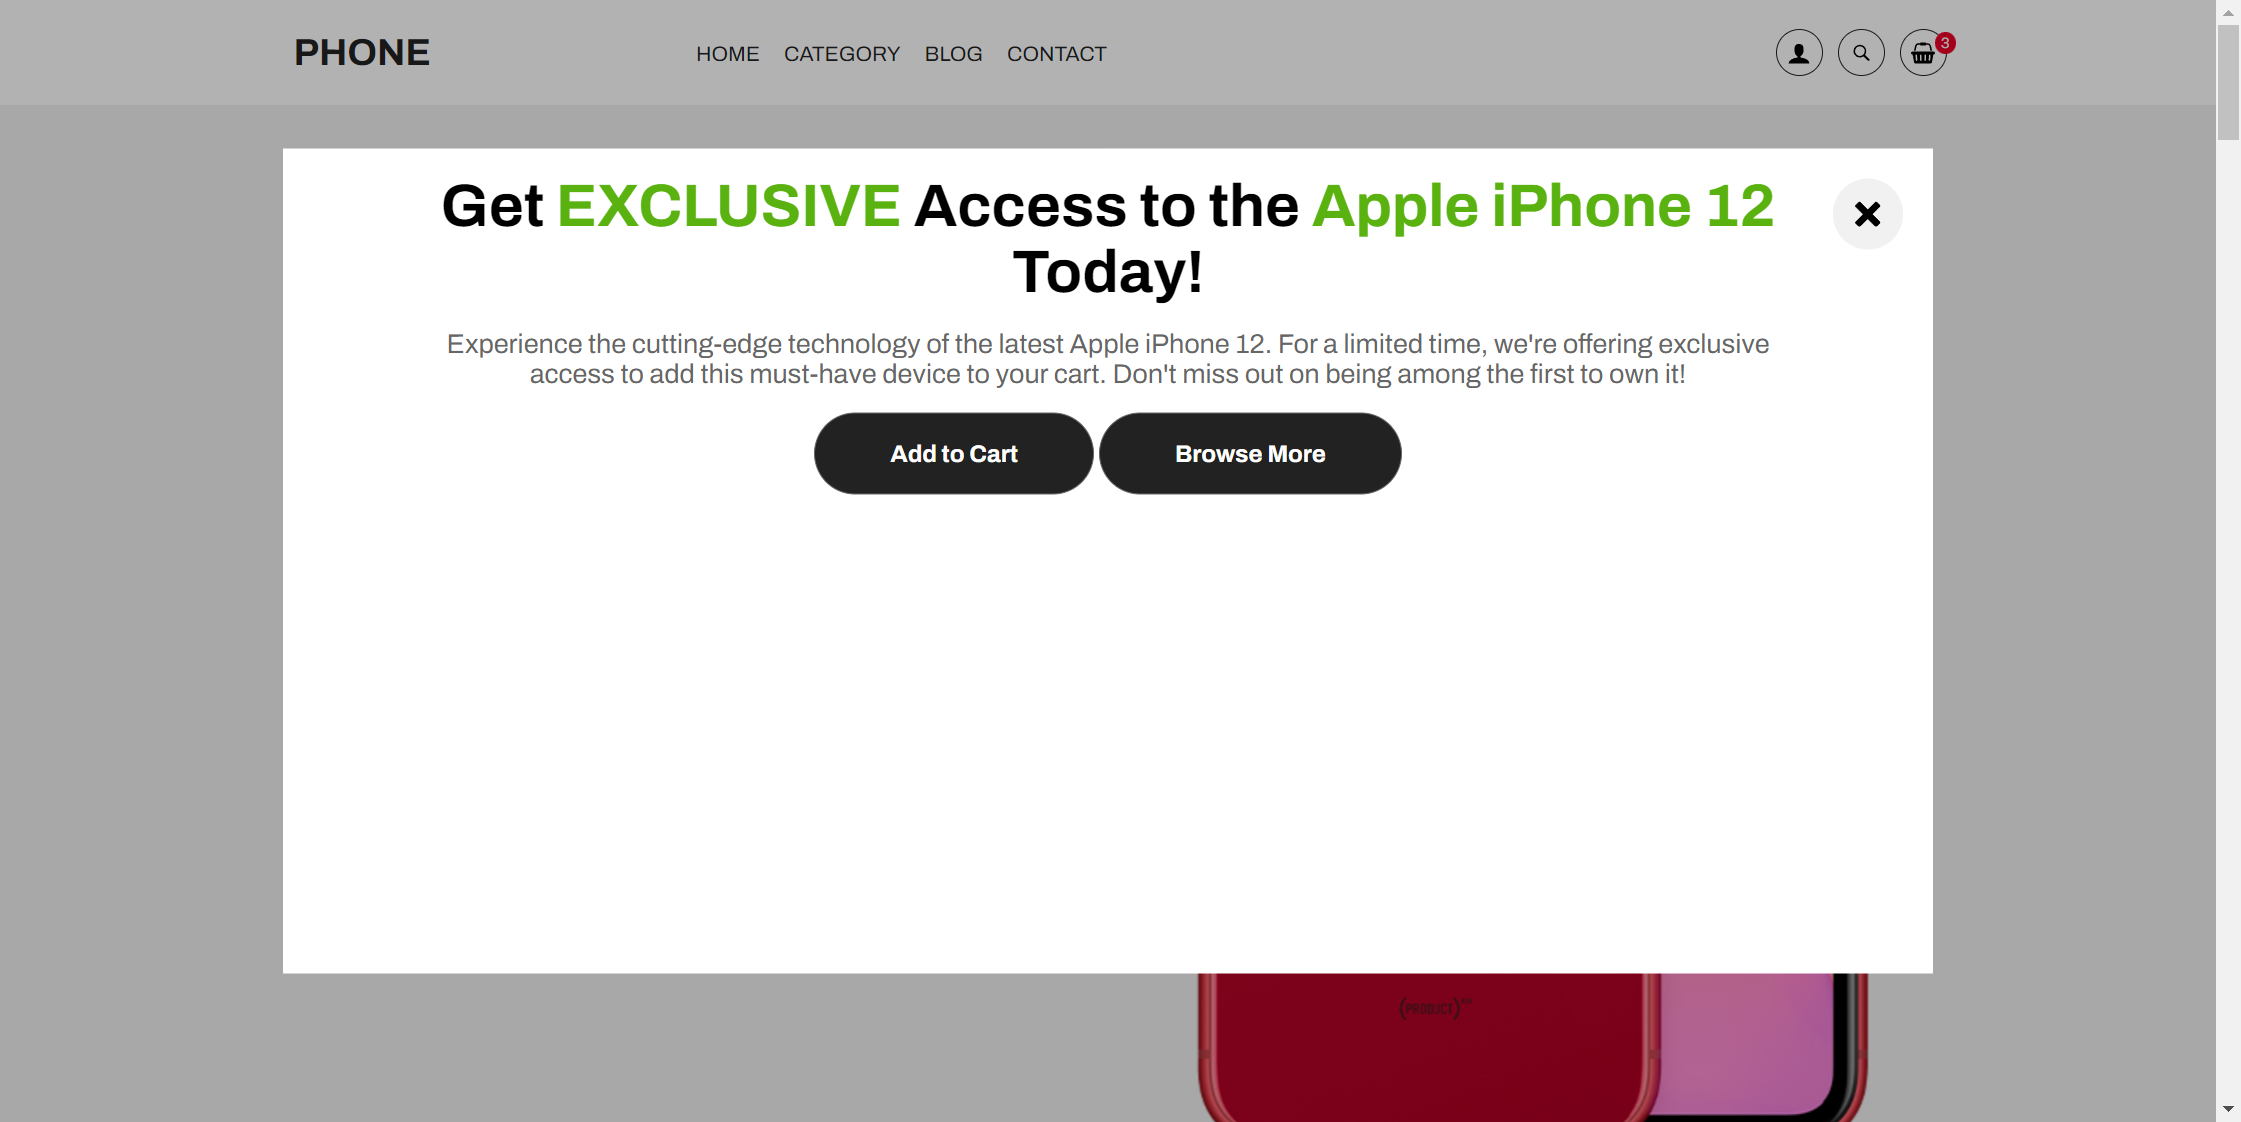 PHONE
HOME CATEGORY BLOG CONTACT
3
Get EXCLUSIVE Access to the Apple iPhone 12
Today!
Experience the cutting-edge technology of the latest Apple iPhone 12. For a limited time, we're offering exclusive
access to add this must-have device to your cart. Don't miss out on being among the first to own it!
Add to Cart Browse More
(PRODUCT)